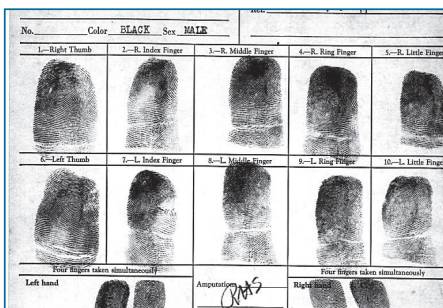 No. Color BLACK Sex MALE
1.—Right Thumb 2.—R. Index Finger 3.—R. Middle Finger 4.—R. Ring Finger 5.—R. Little Finger
6.—Left Thumb 7.—L. Index Finger 8.—L. Middle Finger 9.—L. Ring Finger 10.—L. Little Finger
Four fingers taken simultaneously Four fingers taken simultaneously
Left hand Amputations Right hand